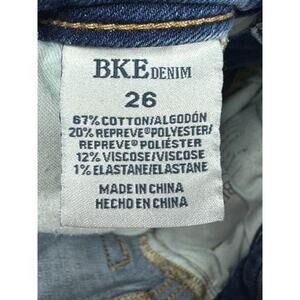 BKE DENIM
26
67% COTTON/ALGODÓN
20% REPREVE®POLYESTER/
REPREVE®POLIÉSTER
12% VISCOSE/VISCOSE
1% ELASTANE/ELASTANE
MADE IN CHINA
HECHO EN CHINA